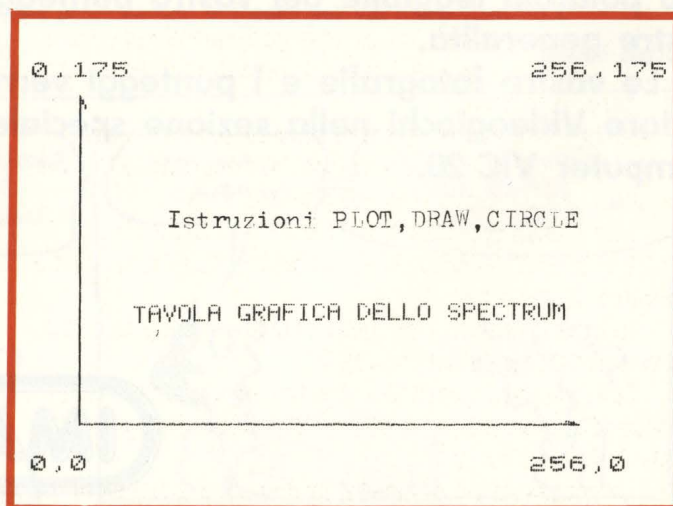 0,175 256,175
Istruzioni PLOT,DRAW,CIRCLE
TAVOLA GRAFICA DELLO SPECTRUM
0,0 256,0